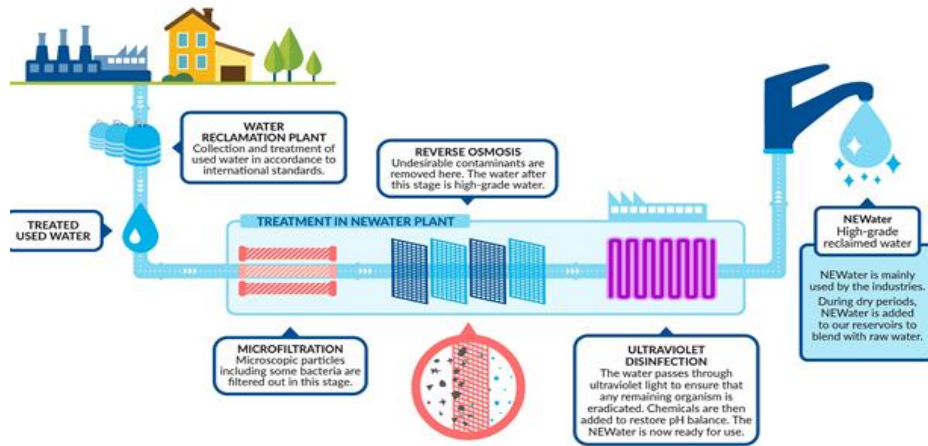 WATER
RECLAMATION PLANT
Collection and treatment of
used water in accordance to
international standards.
REVERSE OSMOSIS
Undesirable contaminants are
removed here. The water after
this stage is high-grade water.
TREATED
USED WATER
TREATMENT IN NEWATER PLANT
NEWater
High-grade
reclaimed water
NEWater is mainly
used by the industries.
During dry periods,
NEWater is added
to our reservoirs to
blend with raw water.
MICROFILTRATION
Microscopic particles
including some bacteria are
filtered out in this stage.
ULTRAVIOLET
DISINFECTION
The water passes through
ultraviolet light to ensure that
any remaining organism is
eradicated. Chemicals are then
added to restore pH balance. The
NEWater is now ready for use.